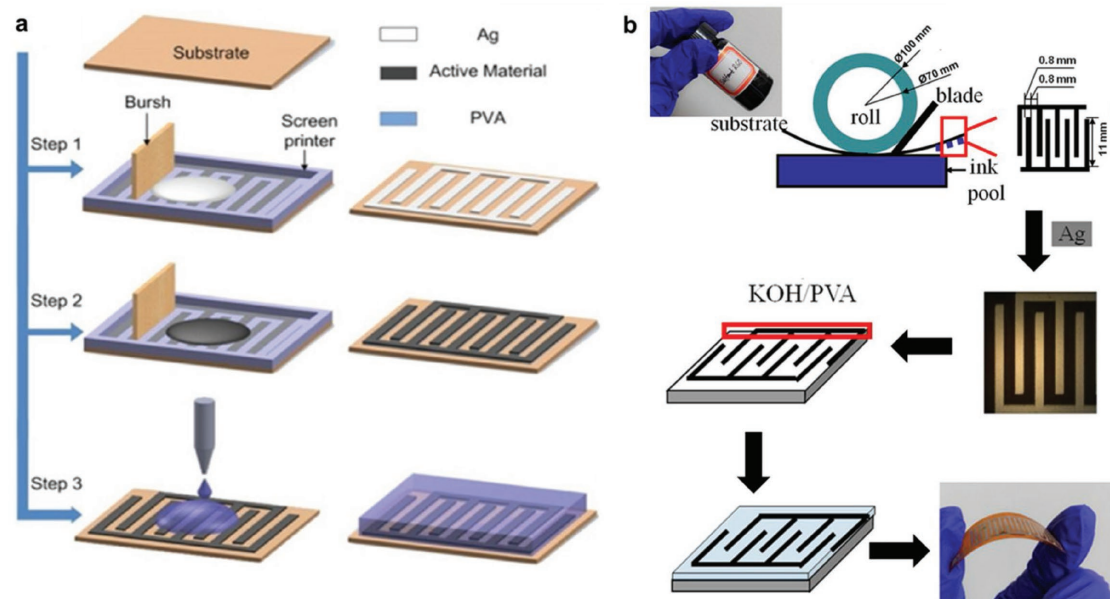 a
Substrate
Ag
Active Material
PVA
Bursh
Screen
printer
Step 1
Step 2
Step 3
b
Ø100 mm
Ø70 mm
0.8 mm
0.8 mm
11 mm
blade
roll
substrate
ink
pool
Ag
KOH/PVA